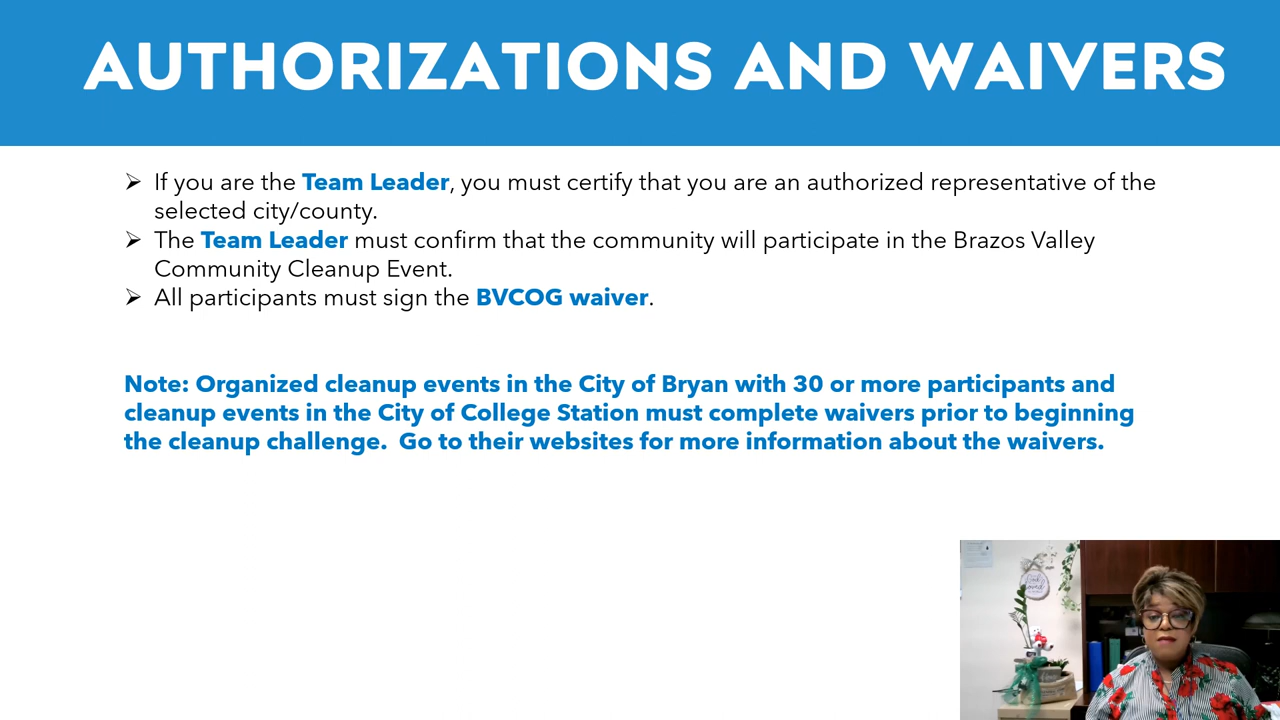 AUTHORIZATIONS AND WAIVERS
➢ If you are the Team Leader, you must certify that you are an authorized representative of the
selected city/county.
➢ The Team Leader must confirm that the community will participate in the Brazos Valley
Community Cleanup Event.
➢ All participants must sign the BVCOG waiver.
Note: Organized cleanup events in the City of Bryan with 30 or more participants and
cleanup events in the City of College Station must complete waivers prior to beginning
the cleanup challenge.  Go to their websites for more information about the waivers.